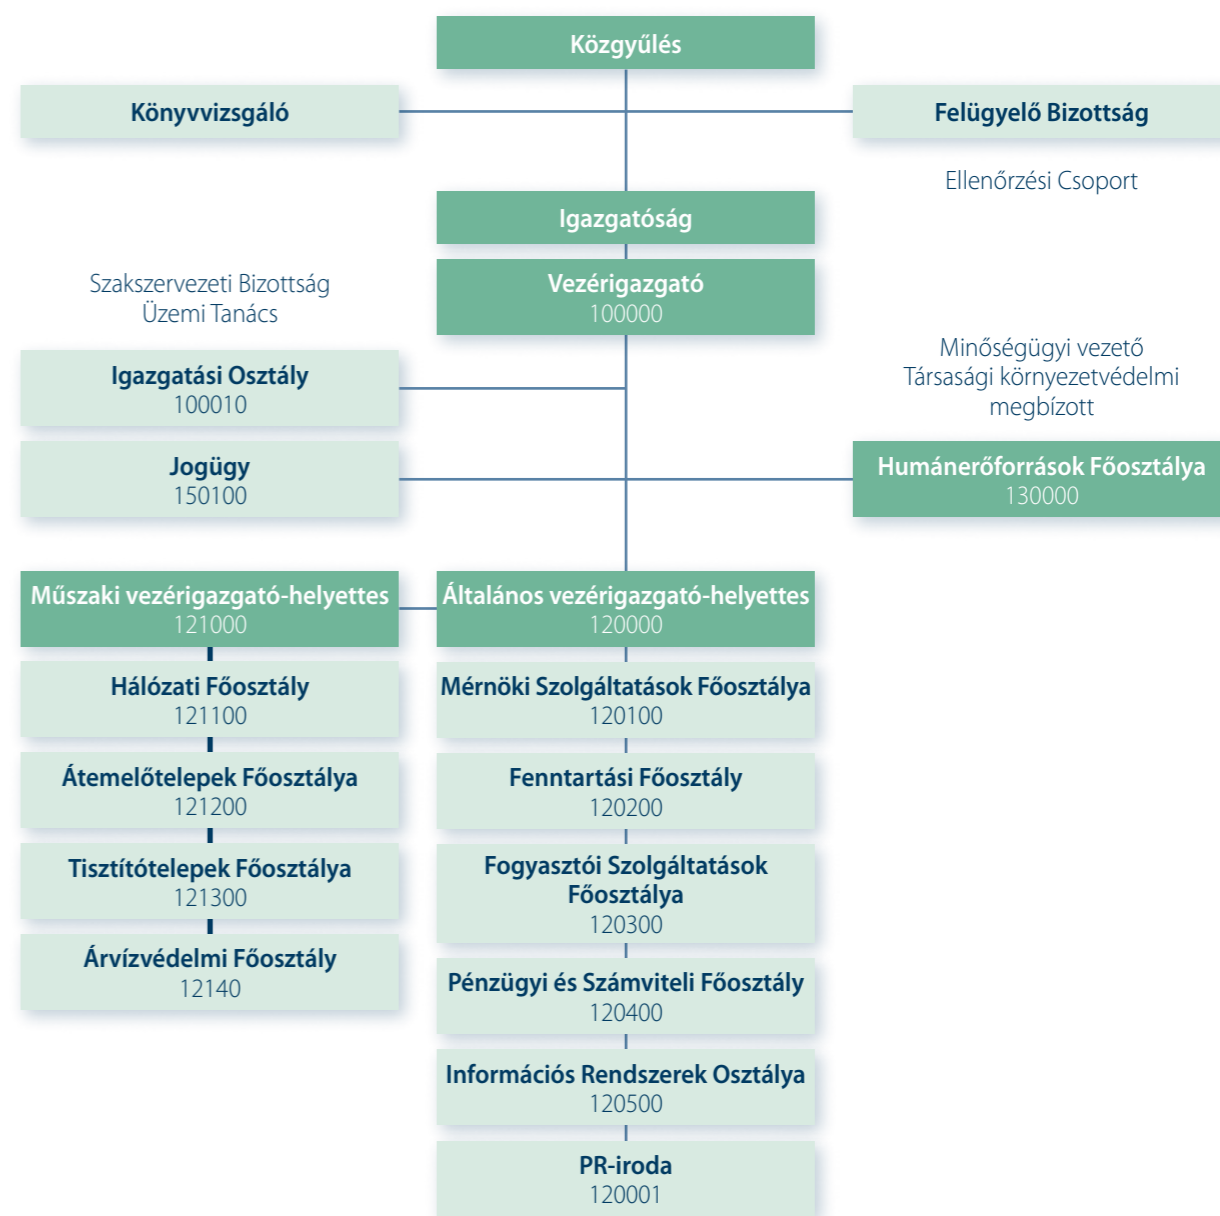 Közgyűlés
Könyvvizsgáló
Felügyelő Bizottság
Ellenőrzési Csoport
Igazgatóság
Vezérigazgató
100000
Szakszervezeti Bizottság
Üzemi Tanács
Igazgatási Osztály
100010
Minőségügyi vezető
Társasági környezetvédelmi
megbízott
Jogügy
150100
Humánerőforrások Főosztálya
130000
Műszaki vezérigazgató-helyettes
121000
Általános vezérigazgató-helyettes
120000
Hálózati Főosztály
121100
Átemelőtelepek Főosztálya
121200
Tisztítótelepek Főosztálya
121300
Árvízvédelmi Főosztály
12140
Mérnöki Szolgáltatások Főosztálya
120100
Fenntartási Főosztály
120200
Fogyasztói Szolgáltatások
Főosztálya
120300
Pénzügyi és Számviteli Főosztály
120400
Információs Rendszerek Osztálya
120500
PR-iroda
120001